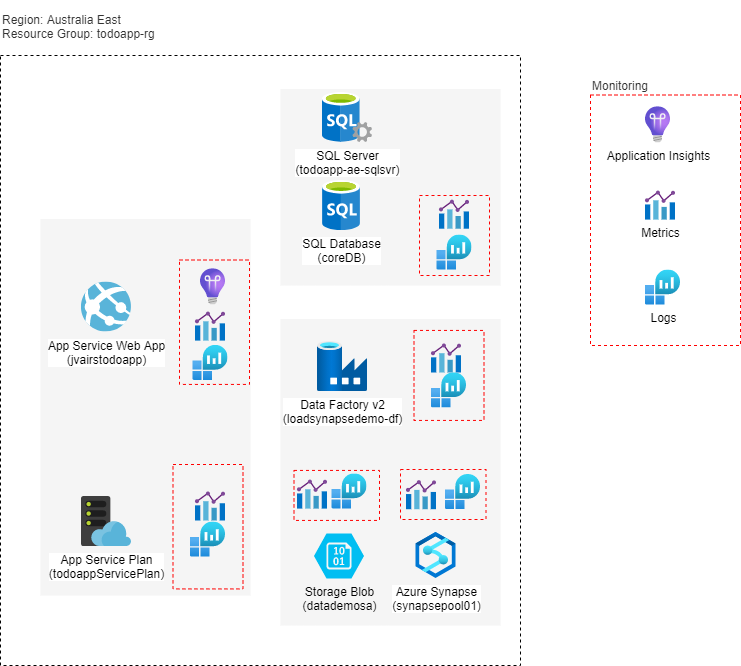 Region: Australia East
Resource Group: todoapp-rg
Monitoring
SQL
SQL Server
(todoapp-ae-sqlsvr)
Application Insights
SQL
SQL Database
(coreDB)
Metrics
Logs
App Service Web App
(jvairstodoapp)
Data Factory v2
(loadsynapsedemo-df)
10
01
App Service Plan
(todoappServicePlan)
Storage Blob
(datademosa)
Azure Synapse
(synapsepool01)